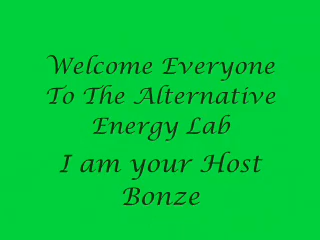 Welcome Everyone
To The Alternative
Energy Lab
I am your Host
Bonze